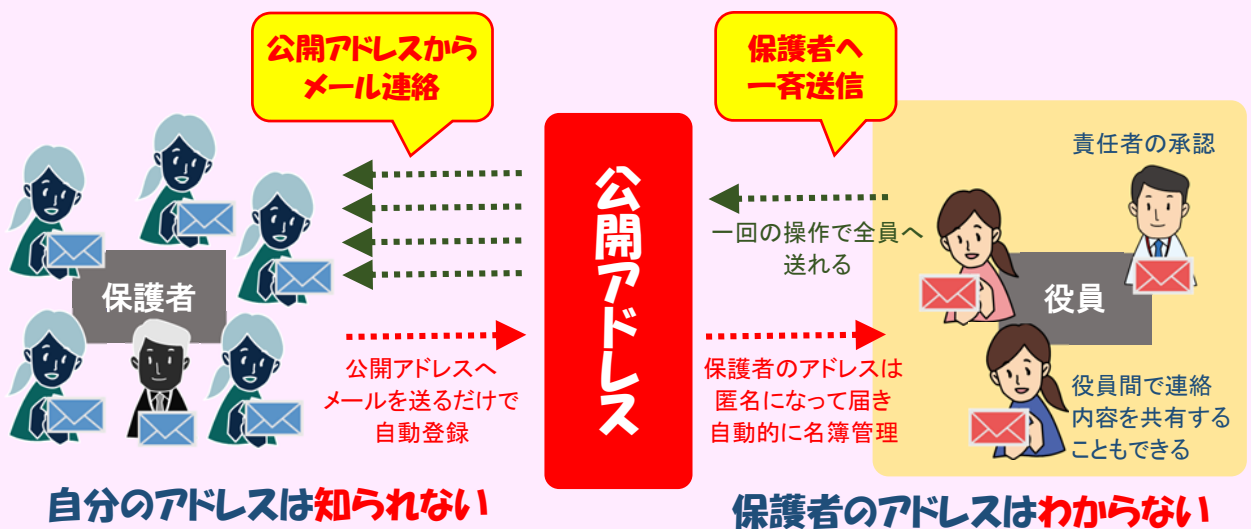 公開アドレスから
メール連絡
保護者へ
一斉送信
責任者の承認
公開アドレス
一回の操作で全員へ
送れる
保護者
役員
公開アドレスへ
メールを送るだけで
自動登録
保護者のアドレスは
匿名になって届き
自動的に名簿管理
役員間で連絡
内容を共有する
こともできる
自分のアドレスは知られない
保護者のアドレスはわからない